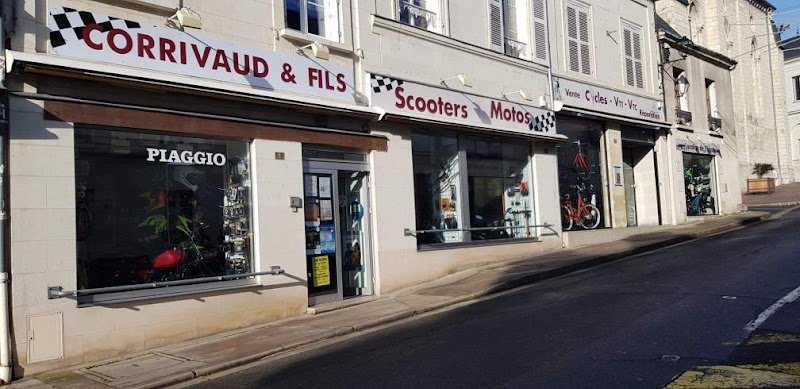 CORRIVAUD & FILS
Scooters Motos
Vente Cycles - Vtt - Vtc Réparation
PIAGGIO